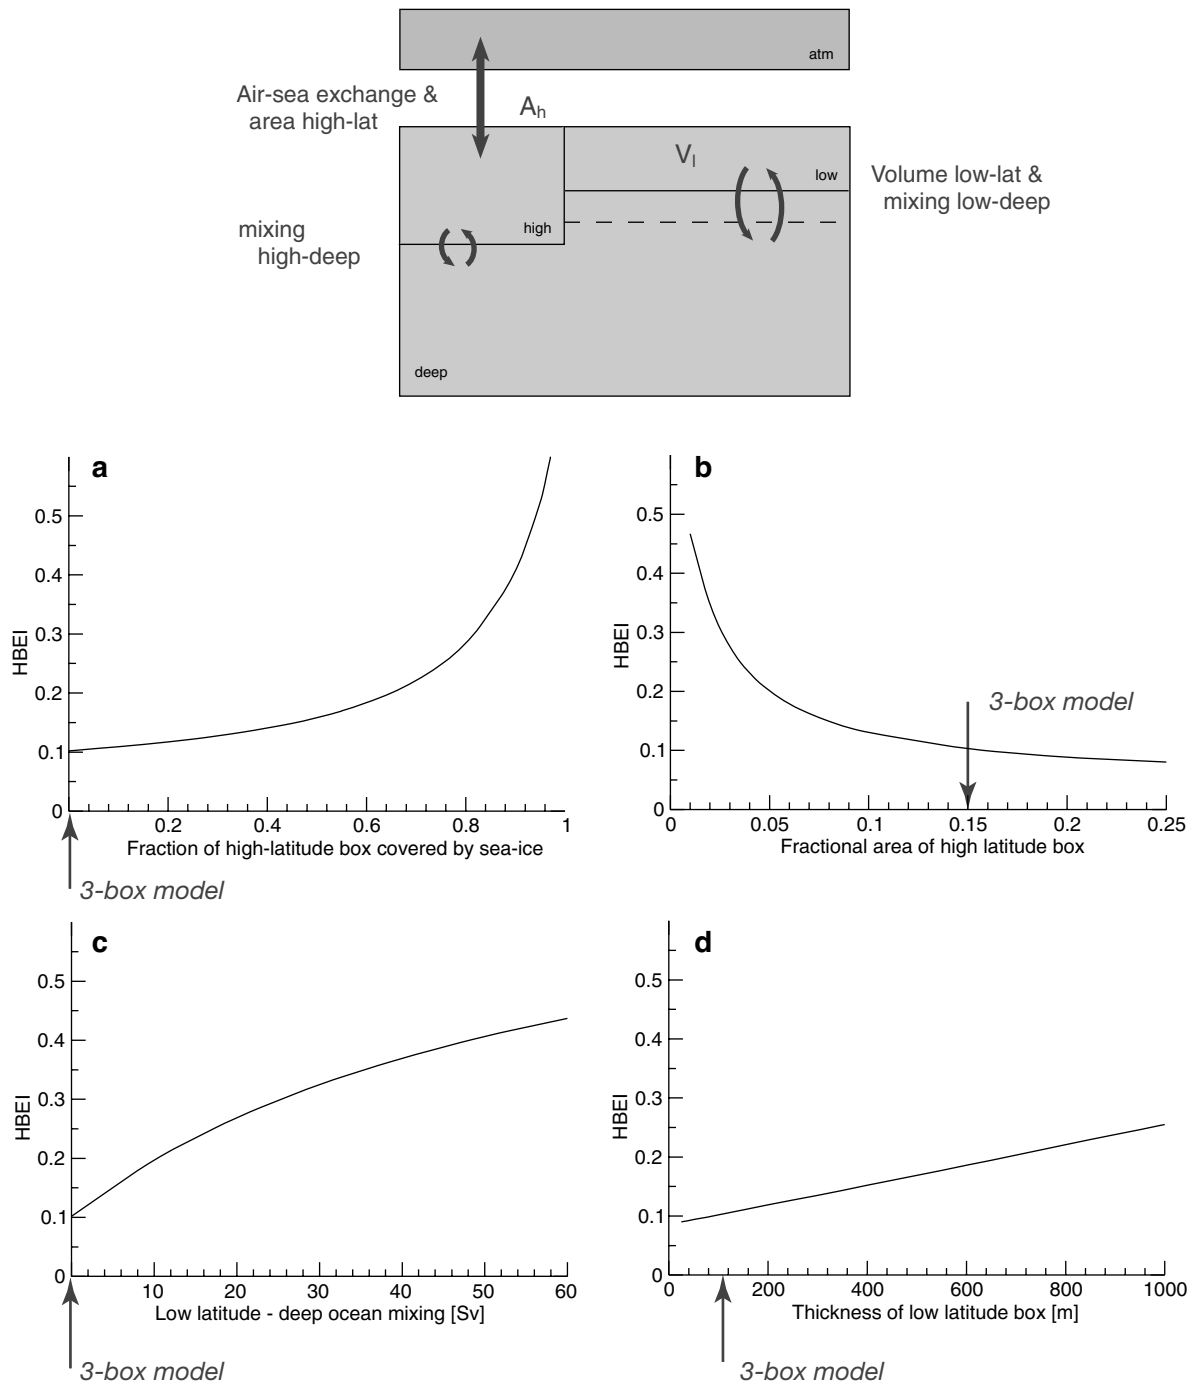 atm
Air-sea exchange &
area high-lat
Ah
Vl
low
Volume low-lat &
mixing low-deep
mixing
high-deep
high
deep
a
HBEI
0.5
0.4
0.3
0.2
0.1
0
0.2 0.4 0.6 0.8 1
Fraction of high-latitude box covered by sea-ice
3-box model
b
HBEI
0.5
0.4
0.3
0.2
0.1
0
3-box model
0 0.05 0.1 0.15 0.2 0.25
Fractional area of high latitude box
c
HBEI
0.5
0.4
0.3
0.2
0.1
0
10 20 30 40 50 60
Low latitude - deep ocean mixing [Sv]
3-box model
d
HBEI
0.5
0.4
0.3
0.2
0.1
0
0 200 400 600 800 1000
Thickness of low latitude box [m]
3-box model